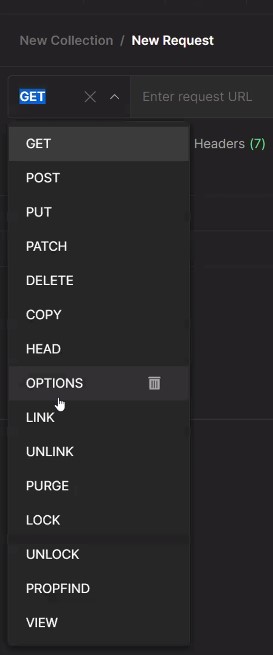 New Collection / New Request
GET Enter request URL
GET
Headers (7)
POST
PUT
PATCH
DELETE
COPY
HEAD
OPTIONS
LINK
UNLINK
PURGE
LOCK
UNLOCK
PROPFIND
VIEW